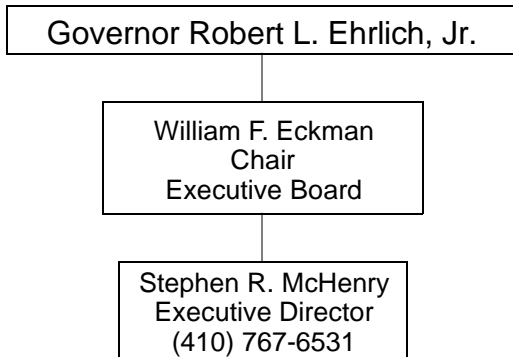 Governor Robert L. Ehrlich, Jr.
William F. Eckman
Chair
Executive Board
Stephen R. McHenry
Executive Director
(410) 767-6531